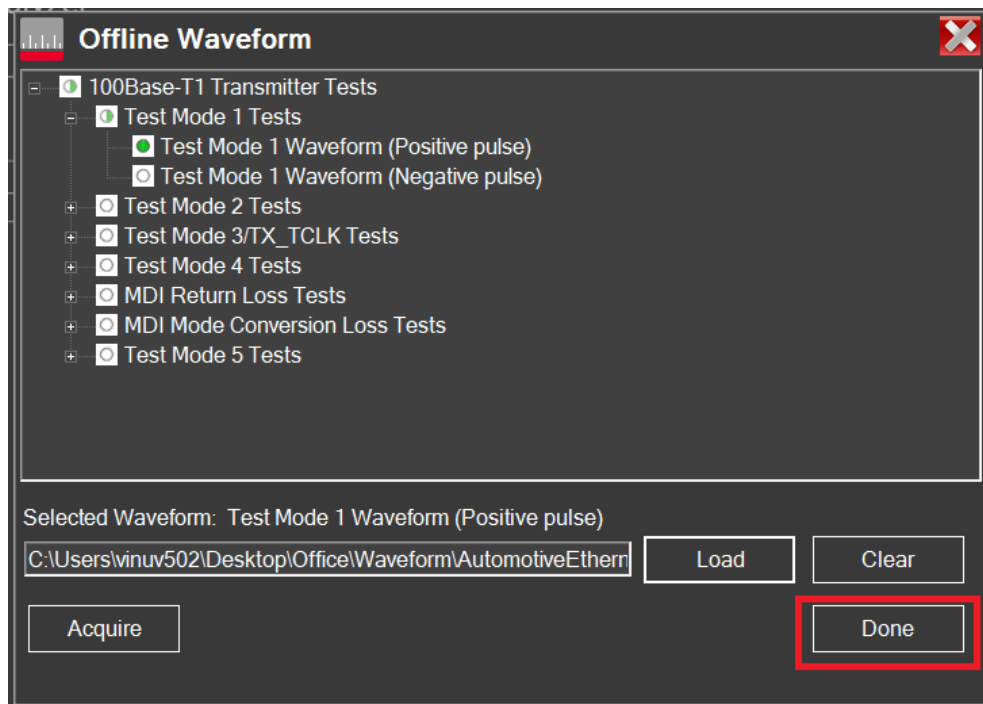 Offline Waveform
100Base-T1 Transmitter Tests
Test Mode 1 Tests
Test Mode 1 Waveform (Positive pulse)
Test Mode 1 Waveform (Negative pulse)
Test Mode 2 Tests
Test Mode 3/TX_TCLK Tests
Test Mode 4 Tests
MDI Return Loss Tests
MDI Mode Conversion Loss Tests
Test Mode 5 Tests
Selected Waveform: Test Mode 1 Waveform (Positive pulse)
C:\Users\vinuv502\Desktop\Office\Waveform\AutomotiveEthern
Load
Clear
Acquire
Done